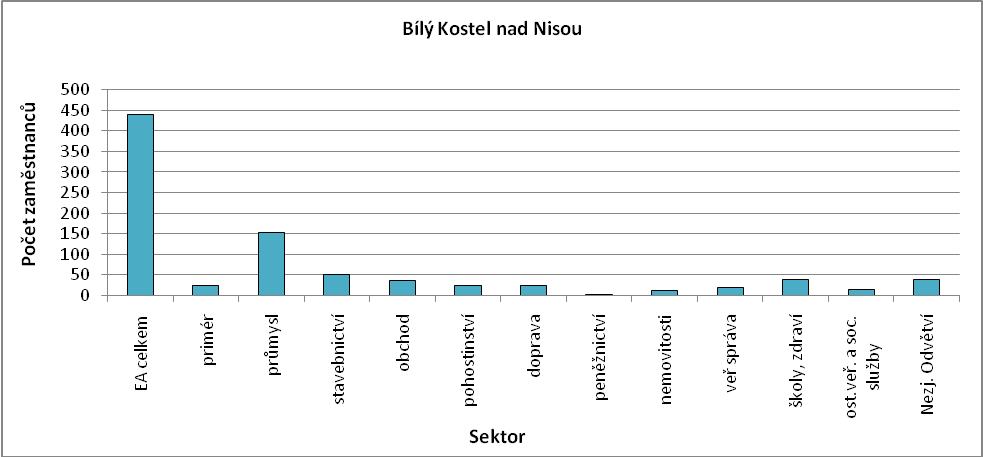 Bílý Kostel nad Nisou
Počet zaměstnanců
500
450
400
350
300
250
200
150
100
50
0
EA celkem
primér
průmysl
stavebnictví
obchod
pohostinství
doprava
peněžnictví
nemovitosti
veř správa
školy, zdraví
ost.veř. a soc.
služby
Nezj. Odvětví
Sektor